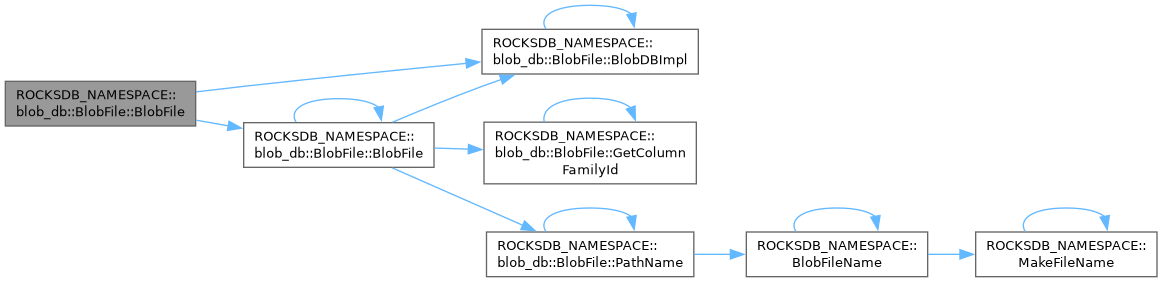 ROCKSDB_NAMESPACE::
blob_db::BlobFile::BlobFile
ROCKSDB_NAMESPACE::
blob_db::BlobFile::BlobDBImpl
ROCKSDB_NAMESPACE::
blob_db::BlobFile::BlobFile
ROCKSDB_NAMESPACE::
blob_db::BlobFile::GetColumn
FamilyId
ROCKSDB_NAMESPACE::
blob_db::BlobFile::PathName
ROCKSDB_NAMESPACE::
BlobFileName
ROCKSDB_NAMESPACE::
MakeFileName